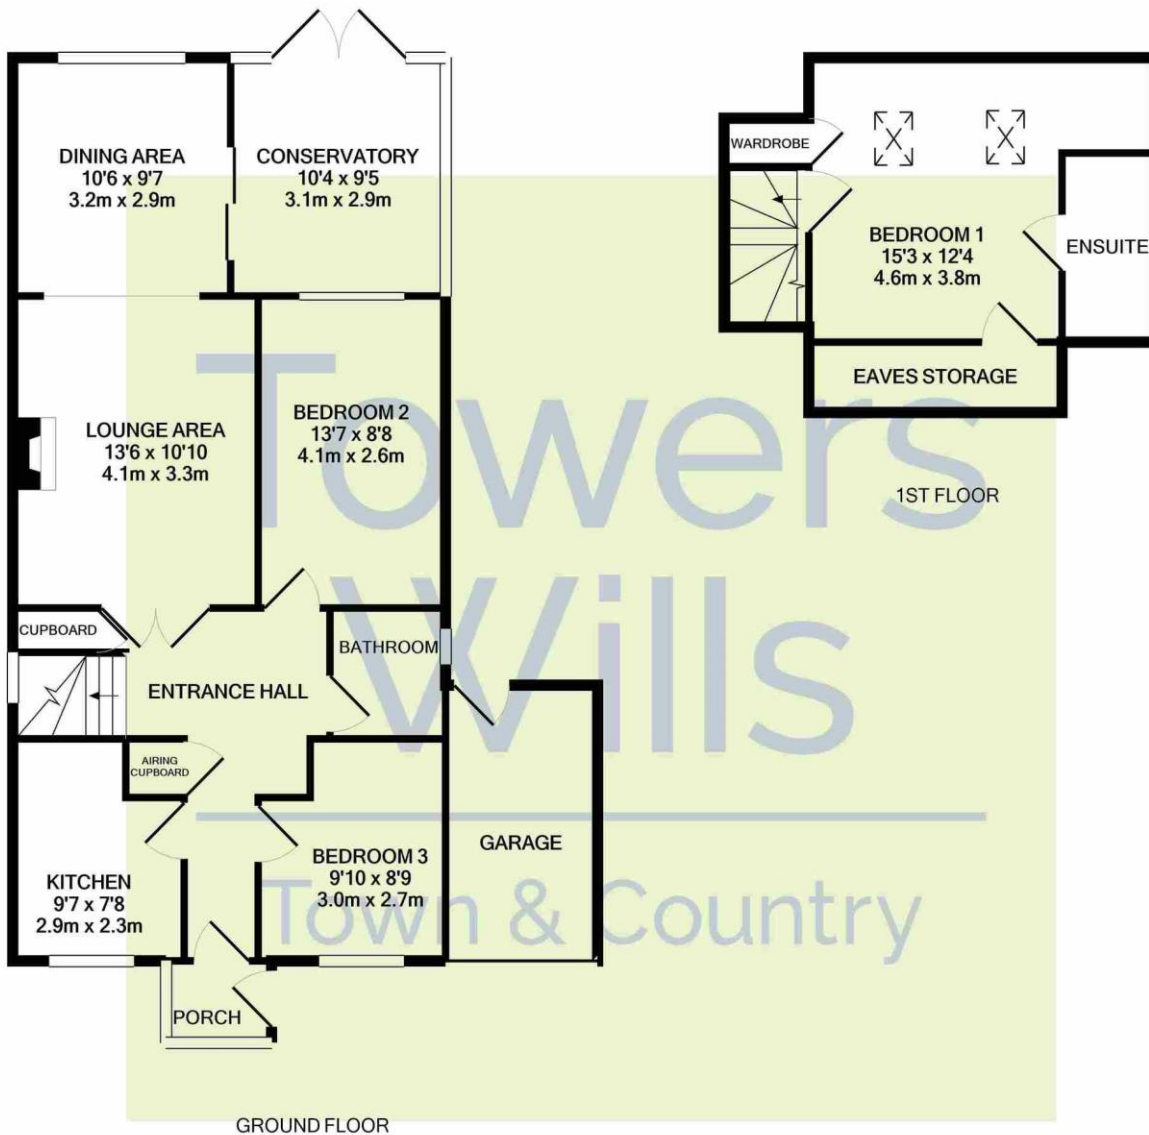 DINING AREA
10'6 x 9'7
3.2m x 2.9m
CONSERVATORY
10'4 x 9'5
3.1m x 2.9m
WARDROBE
BEDROOM 1
15'3 x 12'4
4.6m x 3.8m
ENSUITE
EAVES STORAGE
1ST FLOOR
LOUNGE AREA
13'6 x 10'10
4.1m x 3.3m
BEDROOM 2
13'7 x 8'8
4.1m x 2.6m
CUPBOARD
BATHROOM
ENTRANCE HALL
AIRING
CUPBOARD
KITCHEN
9'7 x 7'8
2.9m x 2.3m
BEDROOM 3
9'10 x 8'9
3.0m x 2.7m
GARAGE
PORCH
GROUND FLOOR
Towers
Wills
Town & Country